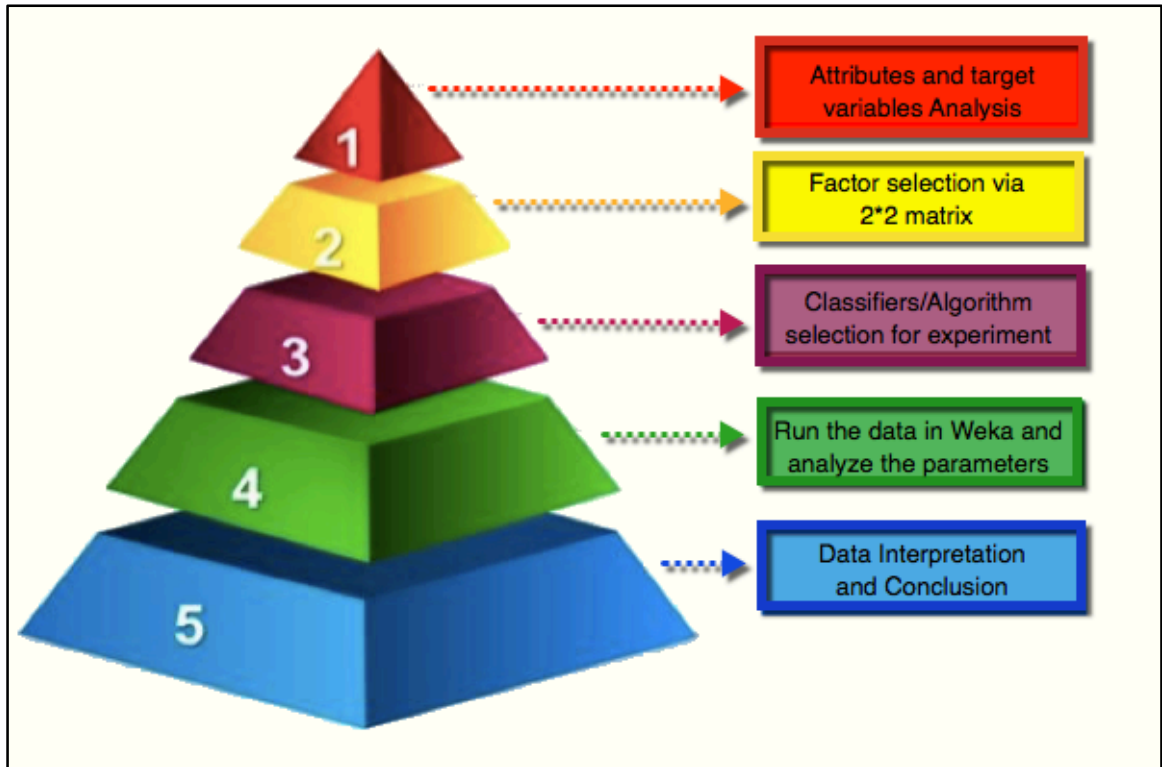 1
Attributes and target
variables Analysis
2
Factor selection via
2*2 matrix
3
Classifiers/Algorithm
selection for experiment
4
Run the data in Weka and
analyze the parameters
5
Data Interpretation
and Conclusion